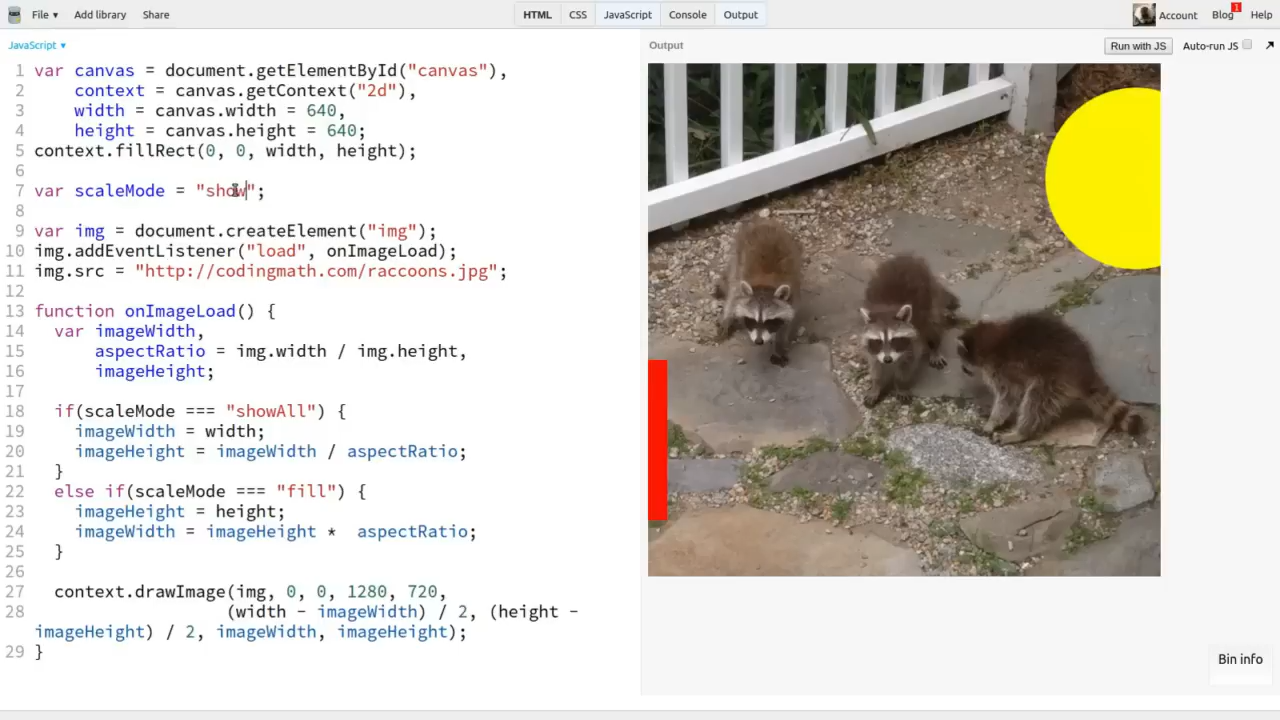 File ▾ Add library Share HTML CSS JavaScript Console Output Account Blog 1 Help
JavaScript ▾ Output Run with JS Auto-run JS
1 var canvas = document.getElementById("canvas"),
2 context = canvas.getContext("2d"),
3 width = canvas.width = 640,
4 height = canvas.height = 640;
5 context.fillRect(0, 0, width, height);
6
7 var scaleMode = "show";
8
9 var img = document.createElement("img");
10 img.addEventListener("load", onImageLoad);
11 img.src = "http://codingmath.com/raccoons.jpg";
12
13 function onImageLoad() {
14 var imageWidth,
15 aspectRatio = img.width / img.height,
16 imageHeight;
17
18 if(scaleMode === "showAll") {
19 imageWidth = width;
20 imageHeight = imageWidth / aspectRatio;
21 }
22 else if(scaleMode === "fill") {
23 imageHeight = height;
24 imageWidth = imageHeight * aspectRatio;
25 }
26
27 context.drawImage(img, 0, 0, 1280, 720,
28 (width - imageWidth) / 2, (height -
imageHeight) / 2, imageWidth, imageHeight);
29 }
Bin info